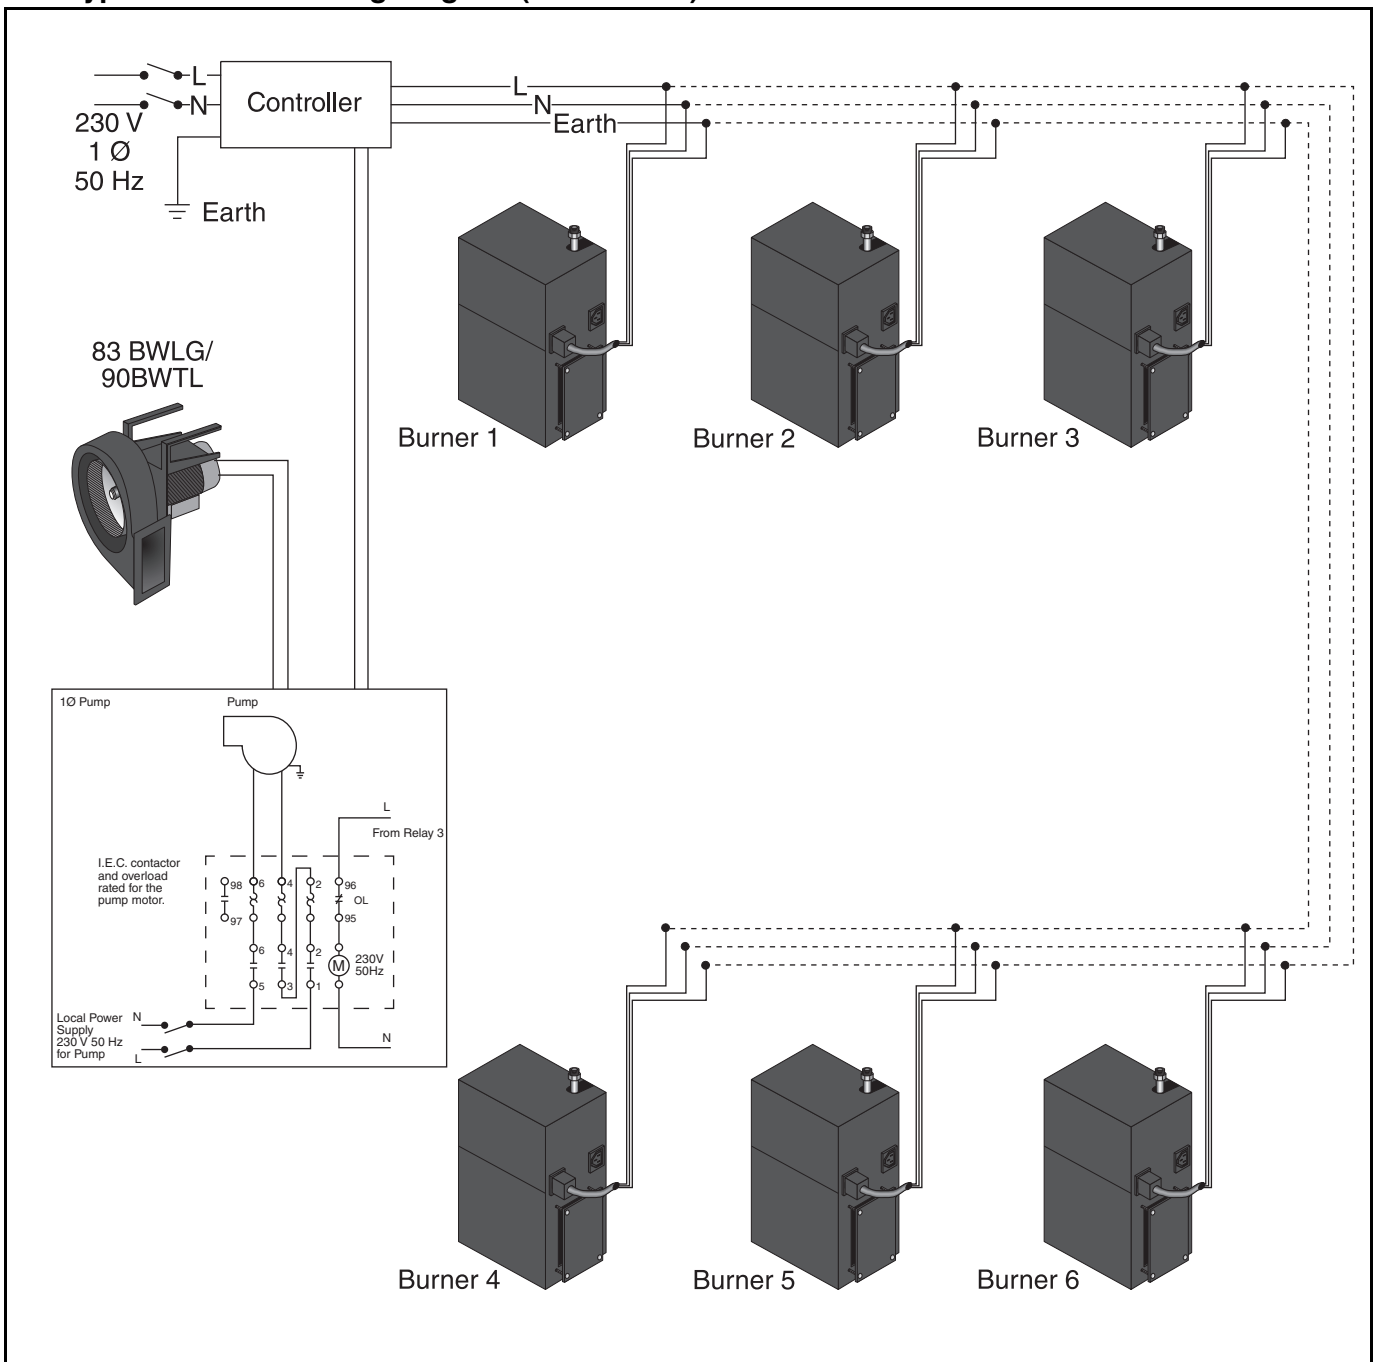 L
N
230 V
1 Ø
50 Hz
Earth
Controller
L
N
Earth
83 BWLG/
90BWTL
Burner 1
Burner 2
Burner 3
1Ø Pump
Pump
L
From Relay 3
I.E.C. contactor
and overload
rated for the
pump motor.
98
6
4
2
96
OL
97
95
6
4
2
M
230V
50Hz
5
3
1
Local Power
Supply
230 V 50 Hz
for Pump
N
L
N
Burner 4
Burner 5
Burner 6